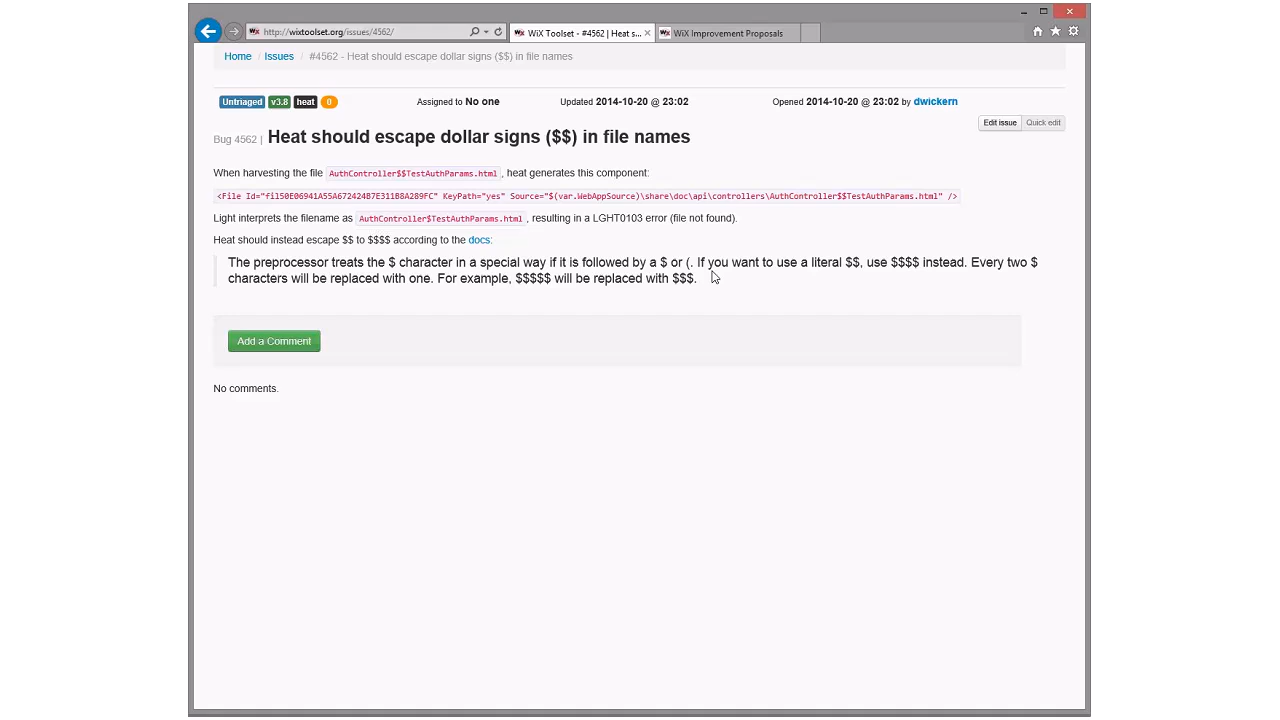 http://wixtoolset.org/issues/4562/
WiX Toolset - #4562 | Heat s...
WiX Improvement Proposals
Home / Issues / #4562 - Heat should escape dollar signs ($$) in file names
Untriaged v3.8 heat 0
Assigned to No one
Updated 2014-10-20 @ 23:02
Opened 2014-10-20 @ 23:02 by dwickern
Edit issue Quick edit
Bug 4562 | Heat should escape dollar signs ($$) in file names
When harvesting the file AuthController$$TestAuthParams.html, heat generates this component:
<File Id="fil50E06941A55A672424B7E311B8A289FC" KeyPath="yes" Source="$(var.WebAppSource)\share\doc\api\controllers\AuthController$$TestAuthParams.html" />
Light interprets the filename as AuthController$TestAuthParams.html, resulting in a LGHT0103 error (file not found).
Heat should instead escape $$ to $$$$ according to the docs:
The preprocessor treats the $ character in a special way if it is followed by a $ or (. If you want to use a literal $$, use $$$$ instead. Every two $
characters will be replaced with one. For example, $$$$$ will be replaced with $$$.
Add a Comment
No comments.